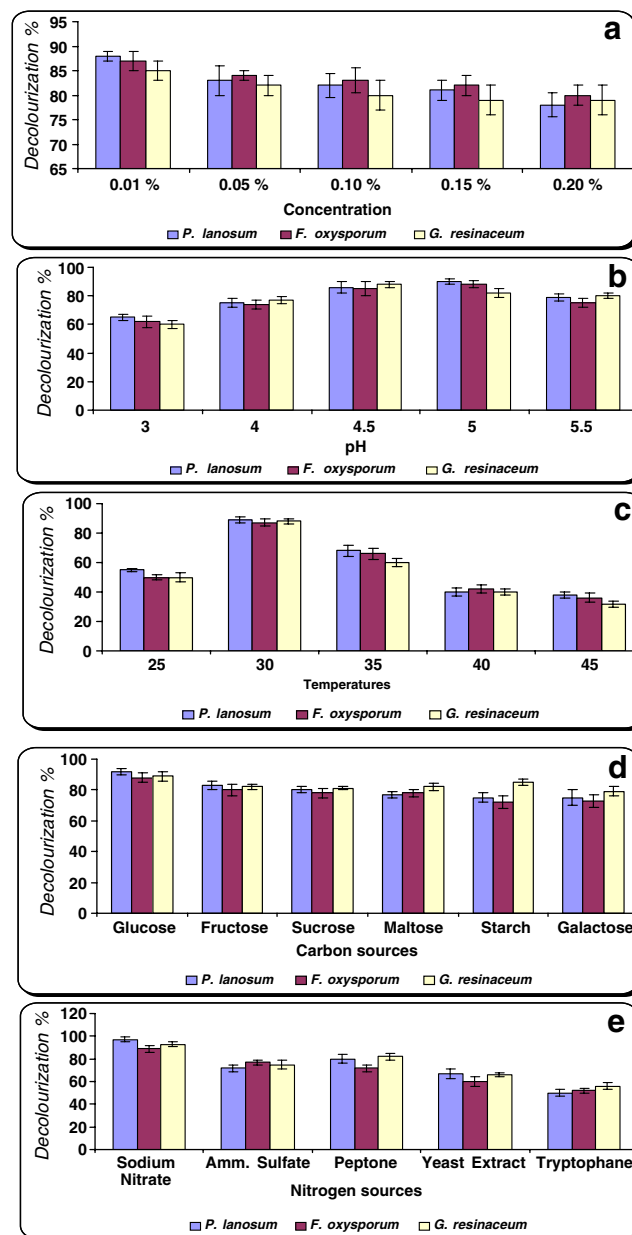 a
Decolourization %
95
90
85
80
75
70
65
0.01 % 0.05 % 0.10 % 0.15 % 0.20 %
Concentration
P. lanosum F. oxysporum G. resinaceum
b
Decolourization %
100
80
60
40
20
0
3 4 4.5 5 5.5
pH
P. lanosum F. oxysporum G. resinaceum
c
Decolourization %
100
80
60
40
20
0
25 30 35 40 45
Temperatures
P. lanosum F. oxysporum G. resinaceum
d
Decolourization %
100
80
60
40
20
0
Glucose Fructose Sucrose Maltose Starch Galactose
Carbon sources
P. lanosum F. oxysporum G. resinaceum
e
Decolourization %
120
100
80
60
40
20
0
Sodium Amm. Sulfate Peptone Yeast Extract Tryptophane
Nitrate
Nitrogen sources
P. lanosum F. oxysporum G. resinaceum